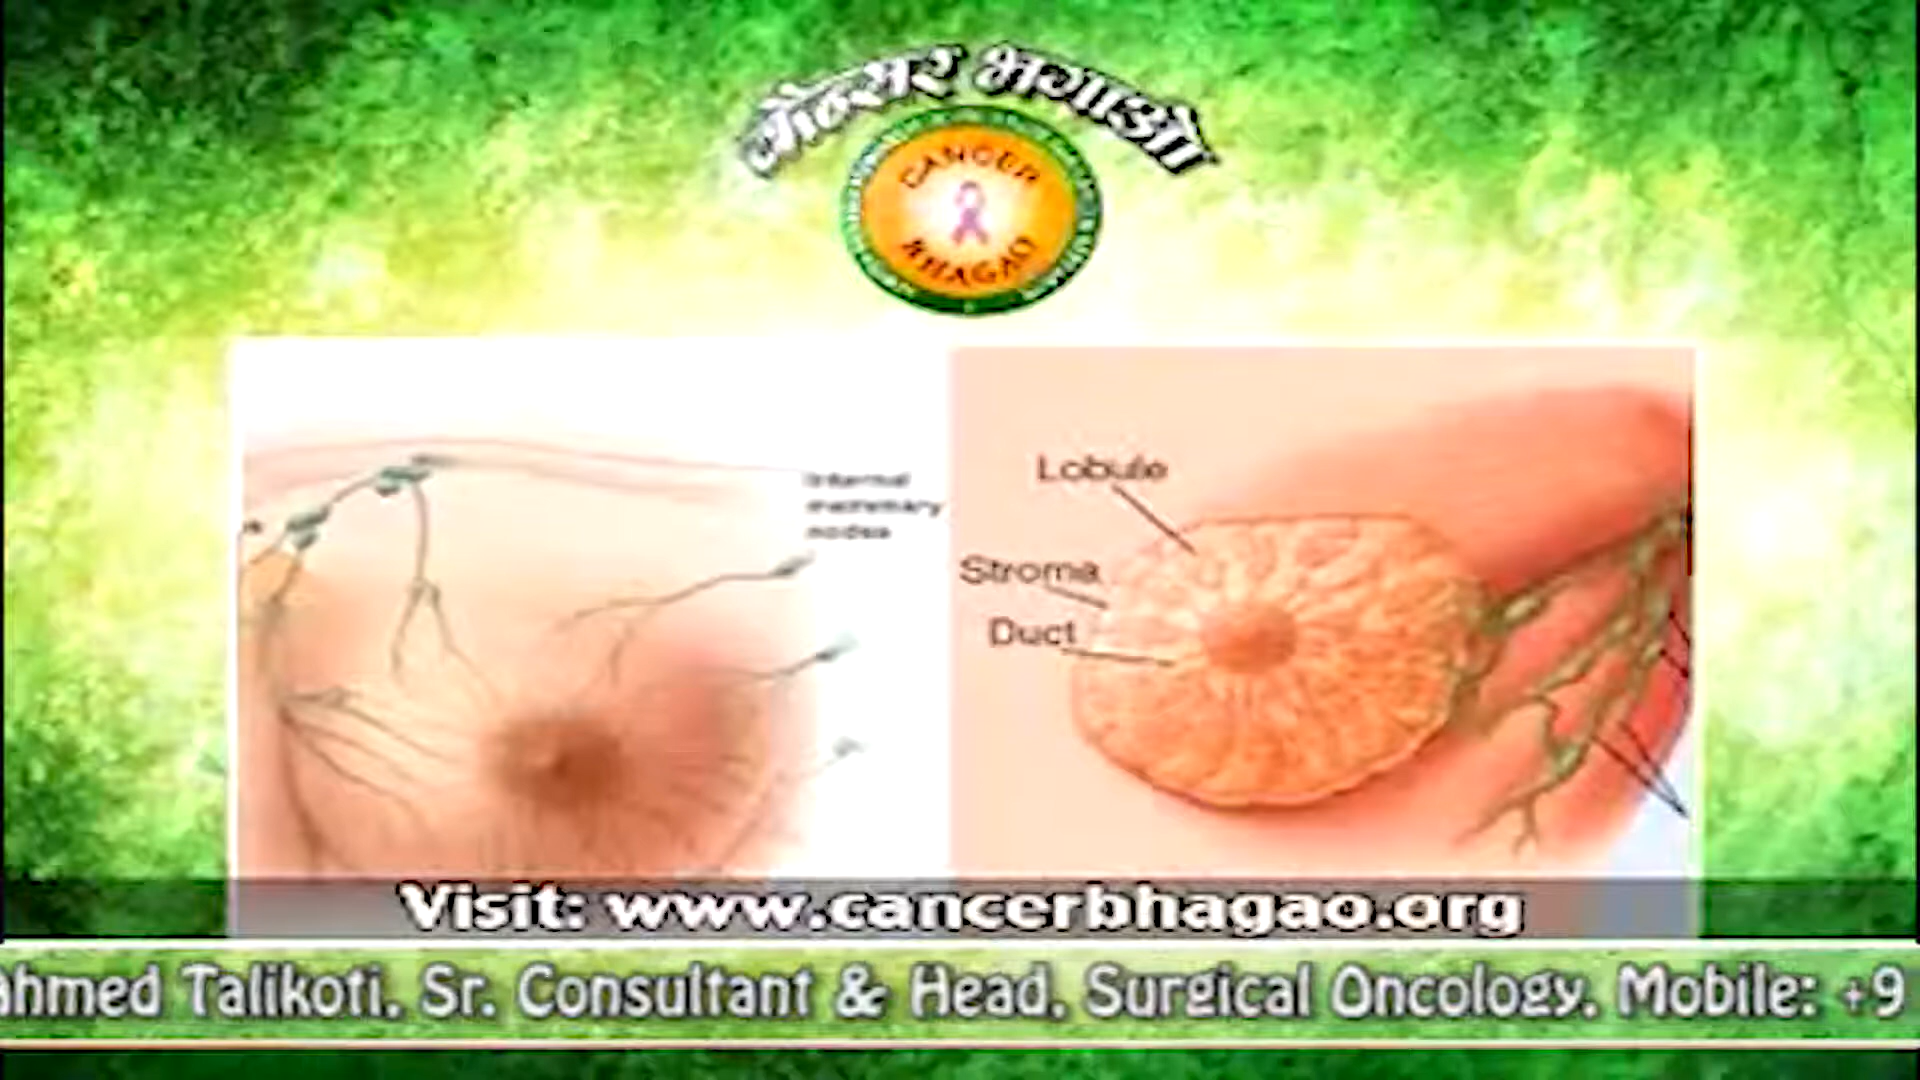 कॅन्सर भगाओ
CANCER
BHAGAO
Internal
mammary
nodes
Lobule
Stroma
Duct
Visit: www.cancerbhagao.org
ahmed Talikoti, Sr. Consultant & Head, Surgical Oncology, Mobile: +9